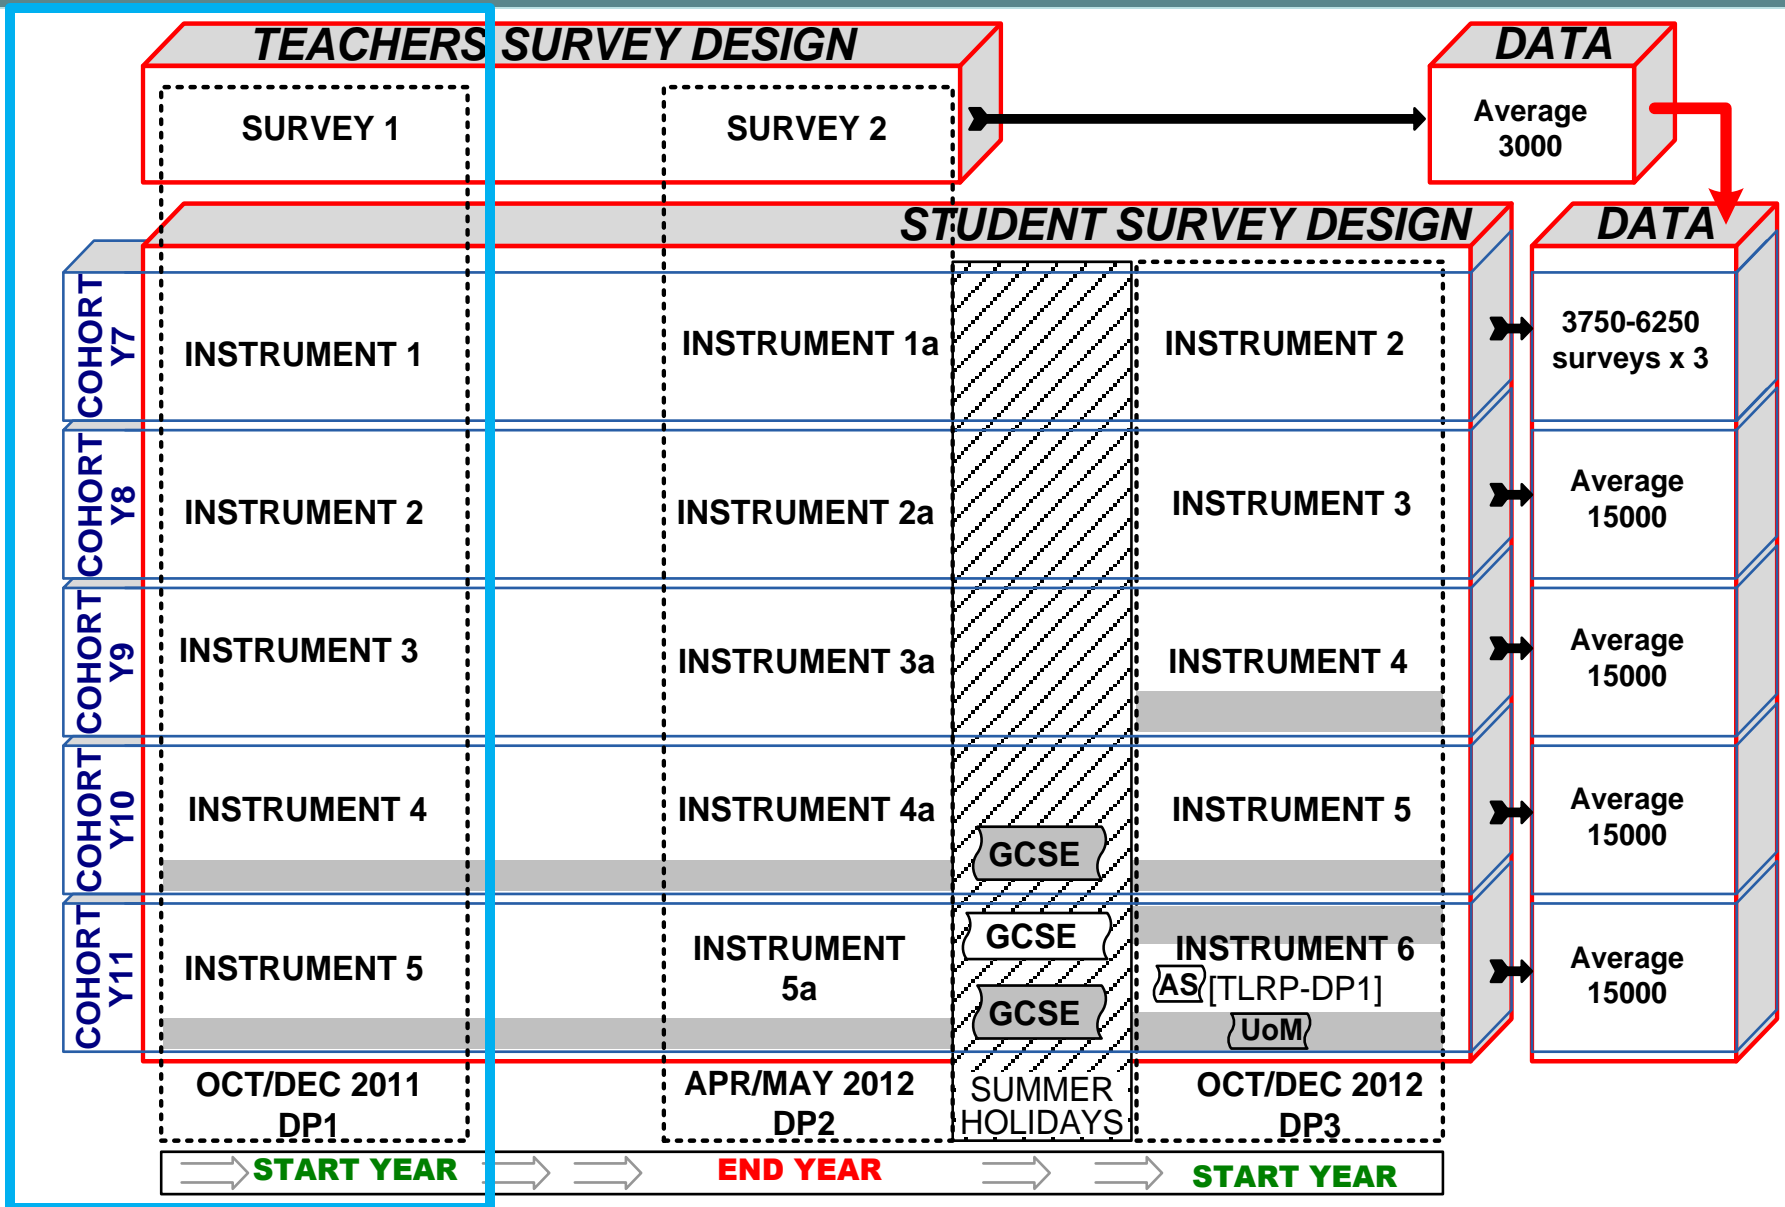 TEACHERS SURVEY DESIGN
DATA
SURVEY 1
SURVEY 2
Average
3000
STUDENT SURVEY DESIGN
DATA
COHORT
Y7
INSTRUMENT 1
INSTRUMENT 1a
INSTRUMENT 2
3750-6250
surveys x 3
COHORT
Y8
INSTRUMENT 2
INSTRUMENT 2a
INSTRUMENT 3
Average
15000
COHORT
Y9
INSTRUMENT 3
INSTRUMENT 3a
INSTRUMENT 4
Average
15000
COHORT
Y10
INSTRUMENT 4
INSTRUMENT 4a
GCSE
INSTRUMENT 5
Average
15000
COHORT
Y11
INSTRUMENT 5
INSTRUMENT
5a
GCSE
GCSE
INSTRUMENT 6
AS [TLRP-DP1]
UoM
Average
15000
OCT/DEC 2011
DP1
APR/MAY 2012
DP2
SUMMER
HOLIDAYS
OCT/DEC 2012
DP3
START YEAR
END YEAR
START YEAR